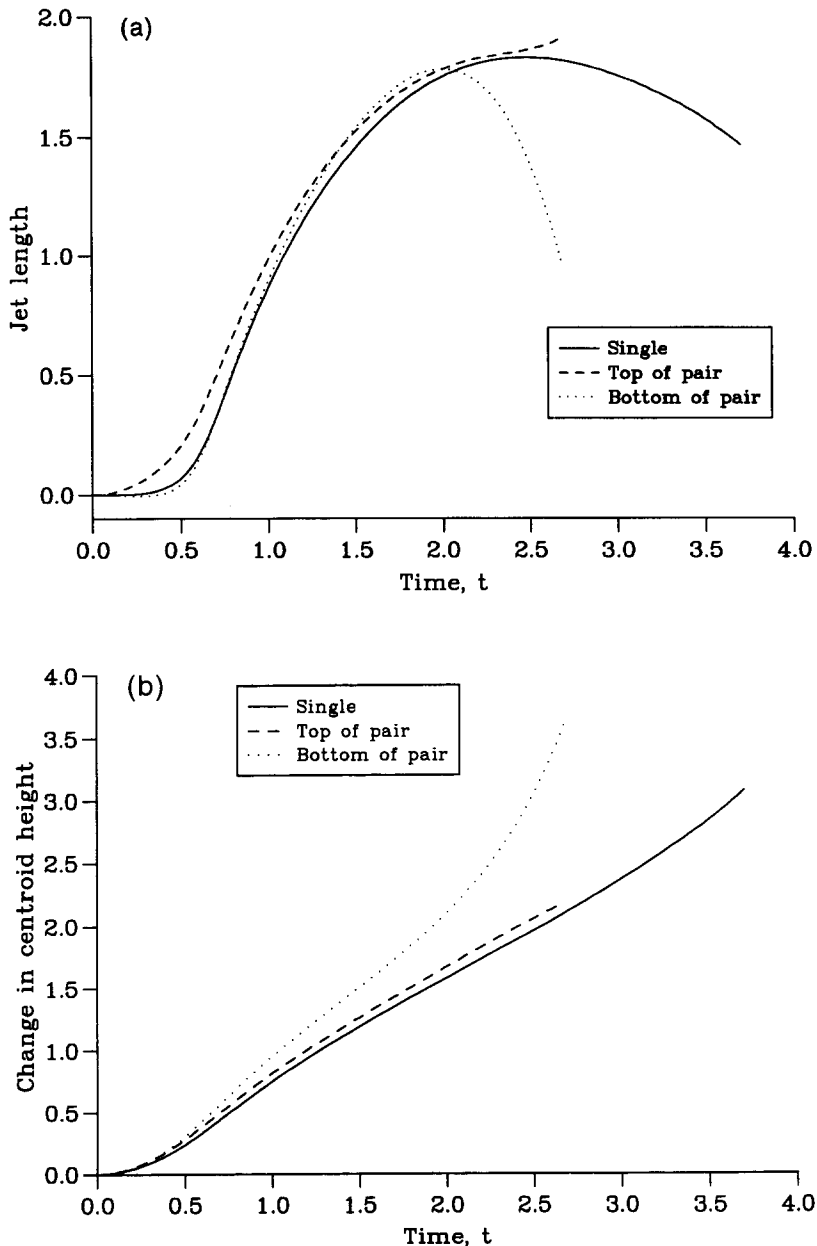 (a)
2.0
1.5
1.0
0.5
0.0
Jet length
Single
Top of pair
Bottom of pair
0.0 0.5 1.0 1.5 2.0 2.5 3.0 3.5 4.0
Time, t
(b)
4.0
3.5
3.0
2.5
2.0
1.5
1.0
0.5
0.0
Change in centroid height
Single
Top of pair
Bottom of pair
0.0 0.5 1.0 1.5 2.0 2.5 3.0 3.5 4.0
Time, t